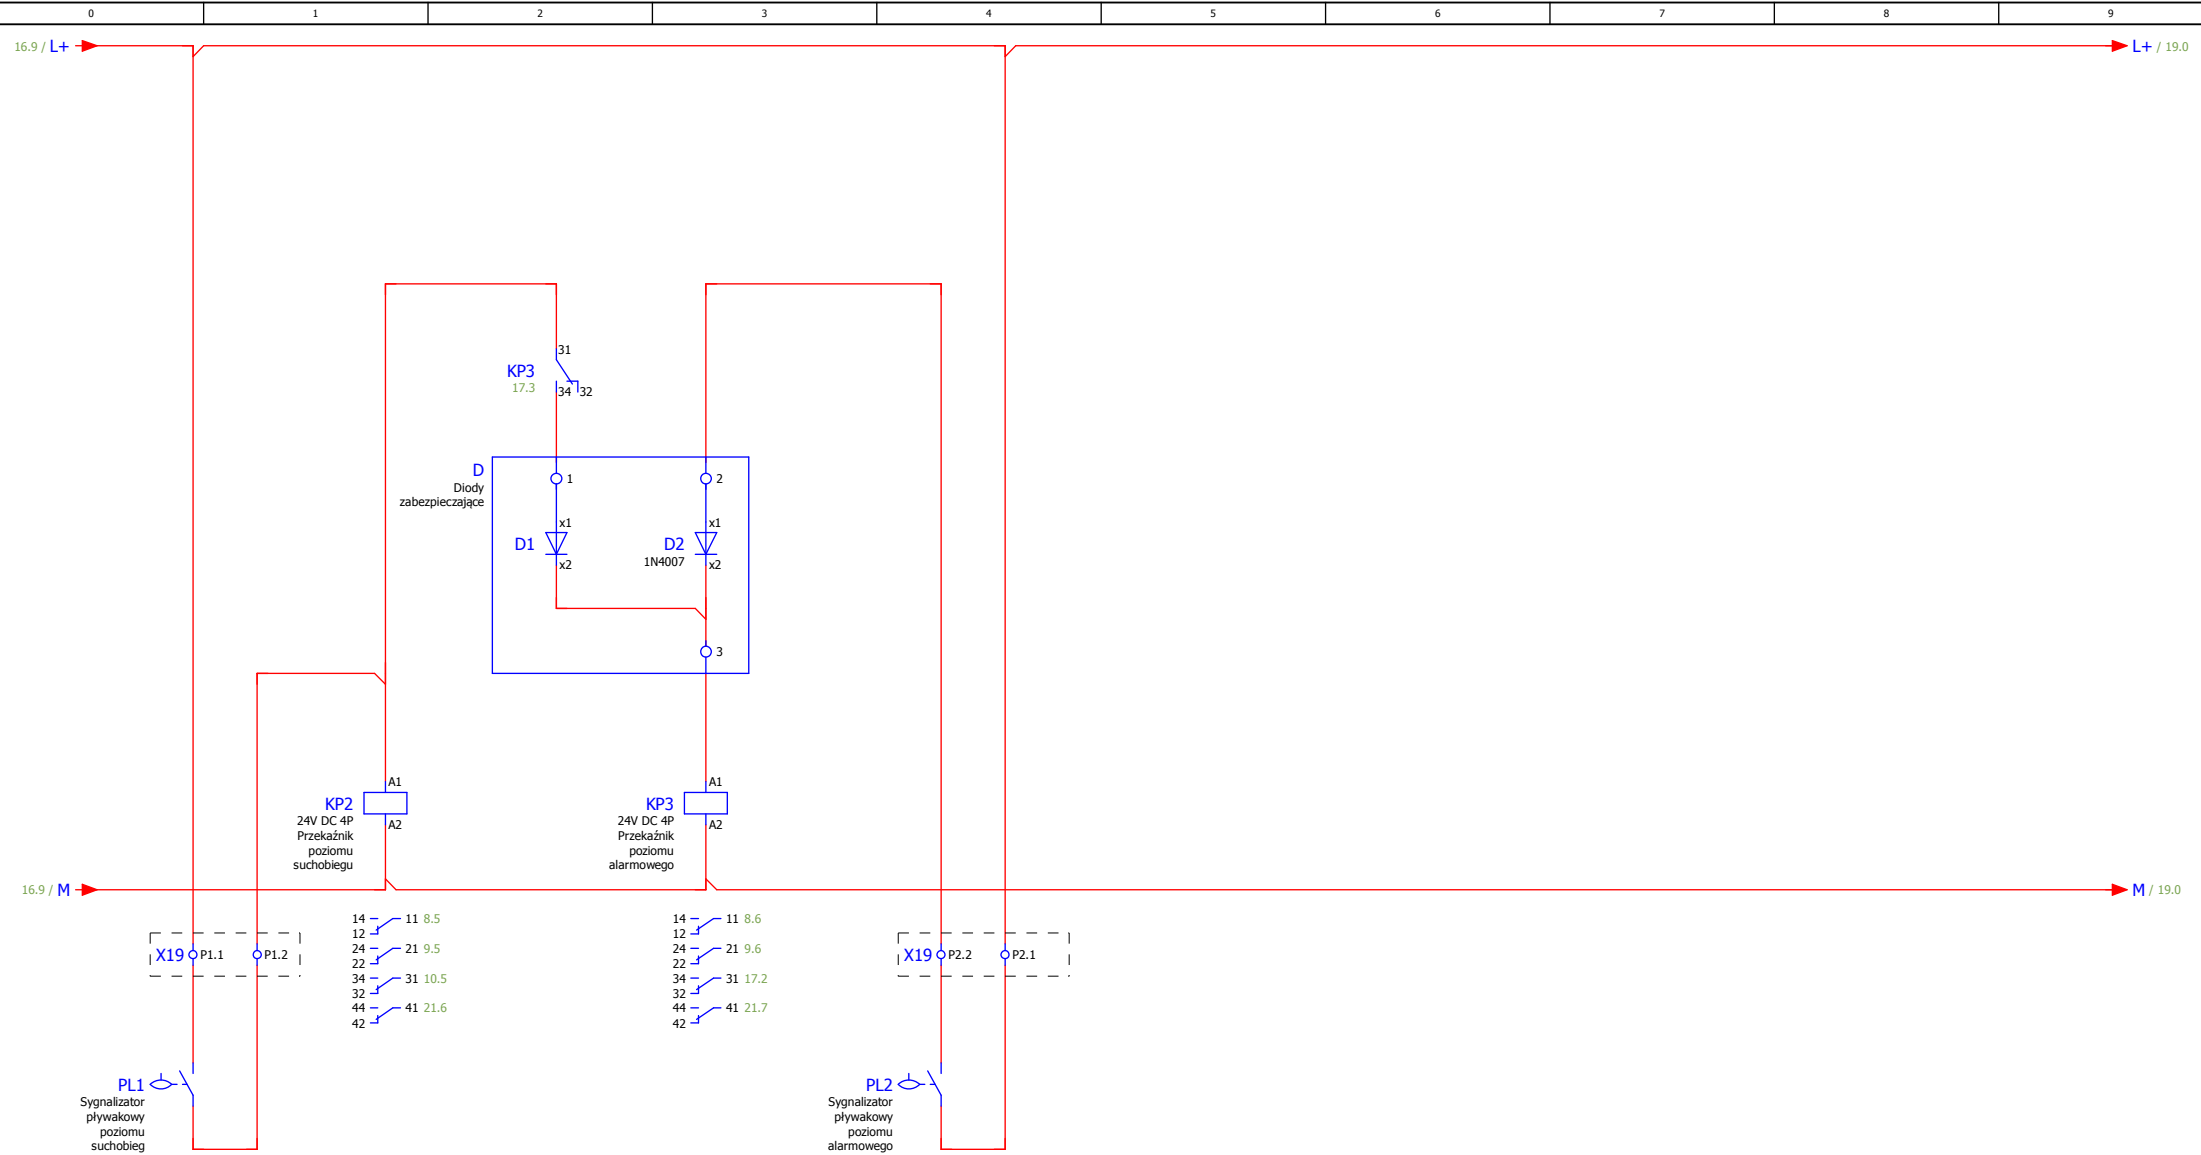 0 1 2 3 4 5 6 7 8 9
16.9 / L+
L+ / 19.0
31
KP3
17.3
34 32
D
Diody
zabezpieczające
1
2
x1
D1
x2
x1
D2
1N4007
x2
3
A1
KP2
24V DC 4P
A2
Przekaźnik
poziomu
suchobiegu
A1
KP3
24V DC 4P
A2
Przekaźnik
poziomu
alarmowego
16.9 / M
M / 19.0
14 11 8.5
12
24 21 9.5
22
34 31 10.5
32
44 41 21.6
42
14 11 8.6
12
24 21 9.6
22
34 31 17.2
32
44 41 21.7
42
X19 P1.1 P1.2
X19 P2.2 P2.1
PL1
Sygnalizator
pływakowy
poziomu
suchobieg
PL2
Sygnalizator
pływakowy
poziomu
alarmowego